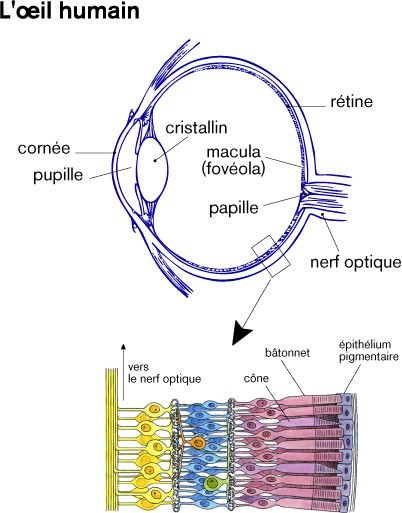 L'œil humain
rétine
cristallin
cornée
macula
(fovéola)
pupille
papille
nerf optique
épithélium
pigmentaire
bâtonnet
vers
le nerf optique
cône